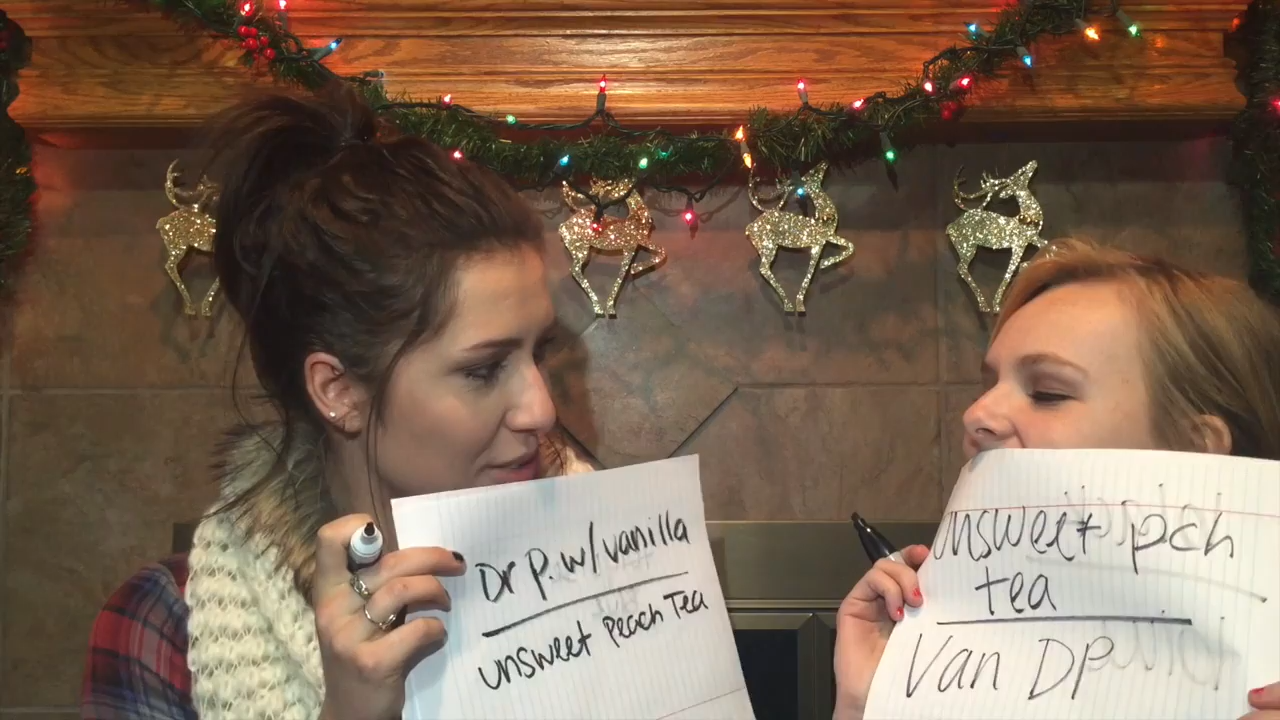 Dr P. w/vanilla
unsweet Peach Tea
unsweet pch
tea
Van DP